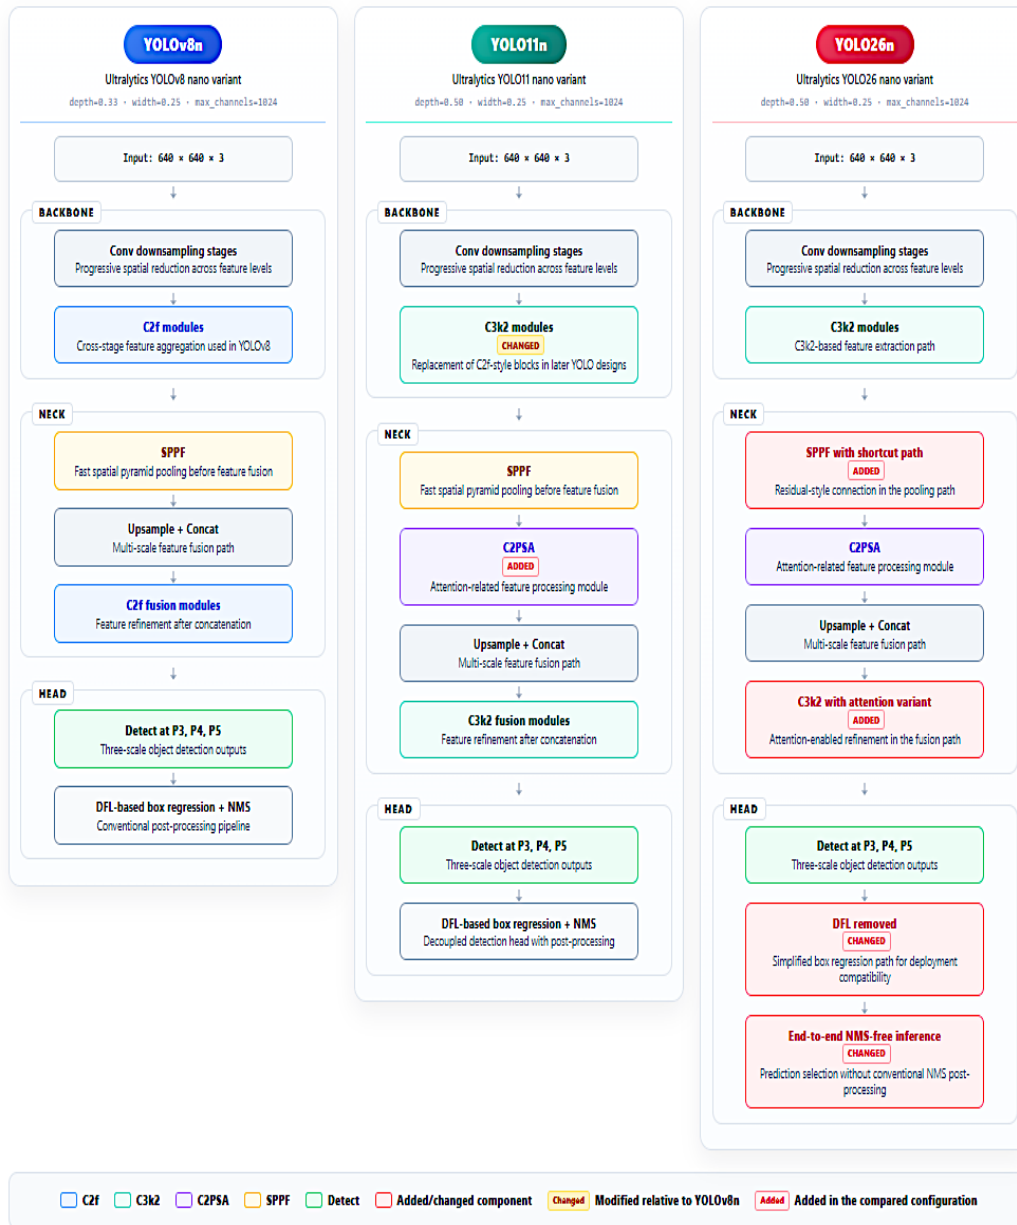 YOLOv8n
Ultralytics YOLOv8 nano variant
depth=0.33 · width=0.25 · max_channels=1024
Input: 640 × 640 × 3
BACKBONE
Conv downsampling stages
Progressive spatial reduction across feature levels
C2f modules
Cross-stage feature aggregation used in YOLOv8
NECK
SPPF
Fast spatial pyramid pooling before feature fusion
Upsample + Concat
Multi-scale feature fusion path
C2f fusion modules
Feature refinement after concatenation
HEAD
Detect at P3, P4, P5
Three-scale object detection outputs
DFL-based box regression + NMS
Conventional post-processing pipeline
YOLO11n
Ultralytics YOLO11 nano variant
depth=0.50 · width=0.25 · max_channels=1024
Input: 640 × 640 × 3
BACKBONE
Conv downsampling stages
Progressive spatial reduction across feature levels
C3k2 modules
CHANGED
Replacement of C2f-style blocks in later YOLO designs
NECK
SPPF
Fast spatial pyramid pooling before feature fusion
C2PSA
ADDED
Attention-related feature processing module
Upsample + Concat
Multi-scale feature fusion path
C3k2 fusion modules
Feature refinement after concatenation
HEAD
Detect at P3, P4, P5
Three-scale object detection outputs
DFL-based box regression + NMS
Decoupled detection head with post-processing
YOLO26n
Ultralytics YOLO26 nano variant
depth=0.50 · width=0.25 · max_channels=1024
Input: 640 × 640 × 3
BACKBONE
Conv downsampling stages
Progressive spatial reduction across feature levels
C3k2 modules
C3k2-based feature extraction path
NECK
SPPF with shortcut path
ADDED
Residual-style connection in the pooling path
C2PSA
Attention-related feature processing module
Upsample + Concat
Multi-scale feature fusion path
C3k2 with attention variant
ADDED
Attention-enabled refinement in the fusion path
HEAD
Detect at P3, P4, P5
Three-scale object detection outputs
DFL removed
CHANGED
Simplified box regression path for deployment
compatibility
End-to-end NMS-free inference
CHANGED
Prediction selection without conventional NMS post-
processing
C2f C3k2 C2PSA SPPF Detect Added/changed component Changed Modified relative to YOLOv8n Added Added in the compared configuration